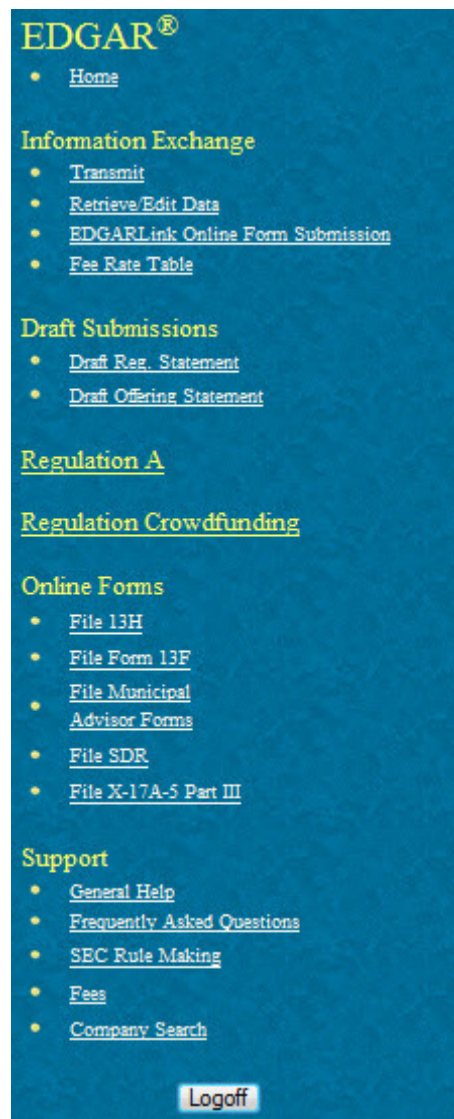 EDGAR®
Home
Information Exchange
Transmit
Retrieve/Edit Data
EDGARLink Online Form Submission
Fee Rate Table
Draft Submissions
Draft Reg. Statement
Draft Offering Statement
Regulation A
Regulation Crowdfunding
Online Forms
File 13H
File Form 13F
File Municipal
Advisor Forms
File SDR
File X-17A-5 Part III
Support
General Help
Frequently Asked Questions
SEC Rule Making
Fees
Company Search
Logoff